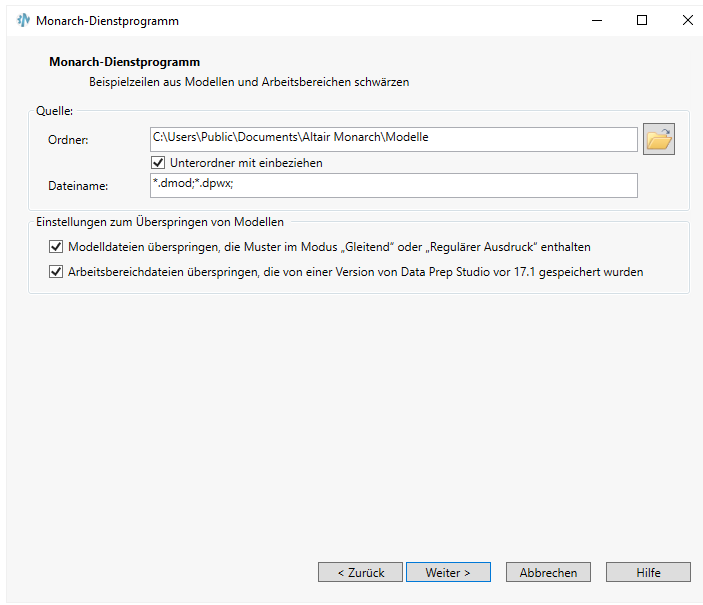 Monarch-Dienstprogramm
Monarch-Dienstprogramm
Beispielzeilen aus Modellen und Arbeitsbereichen schwärzen
Quelle:
Ordner:
C:\Users\Public\Documents\Altair Monarch\Modelle
Unterordner mit einbeziehen
Dateiname:
*.dmod;*.dpwx;
Einstellungen zum Überspringen von Modellen
Modelldateien überspringen, die Muster im Modus „Gleitend“ oder „Regulärer Ausdruck“ enthalten
Arbeitsbereichdateien überspringen, die von einer Version von Data Prep Studio vor 17.1 gespeichert wurden
< Zurück
Weiter >
Abbrechen
Hilfe